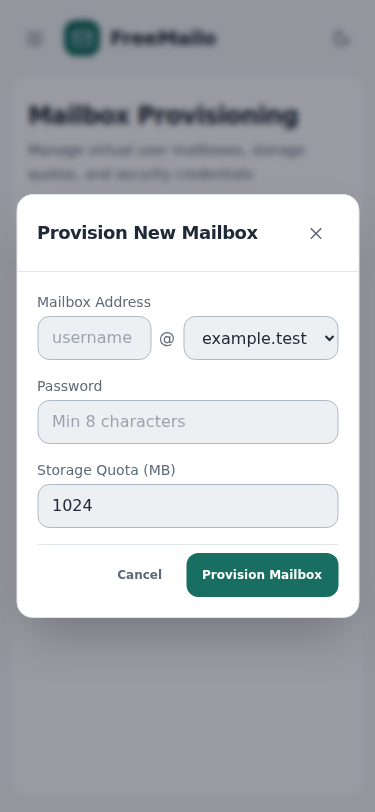 FreeMailo
Mailbox Provisioning
Manage virtual user mailboxes, storage
quotas, and security credentials
Provision New Mailbox
Mailbox Address
username @ example.test
Password
Min 8 characters
Storage Quota (MB)
1024
Cancel Provision Mailbox